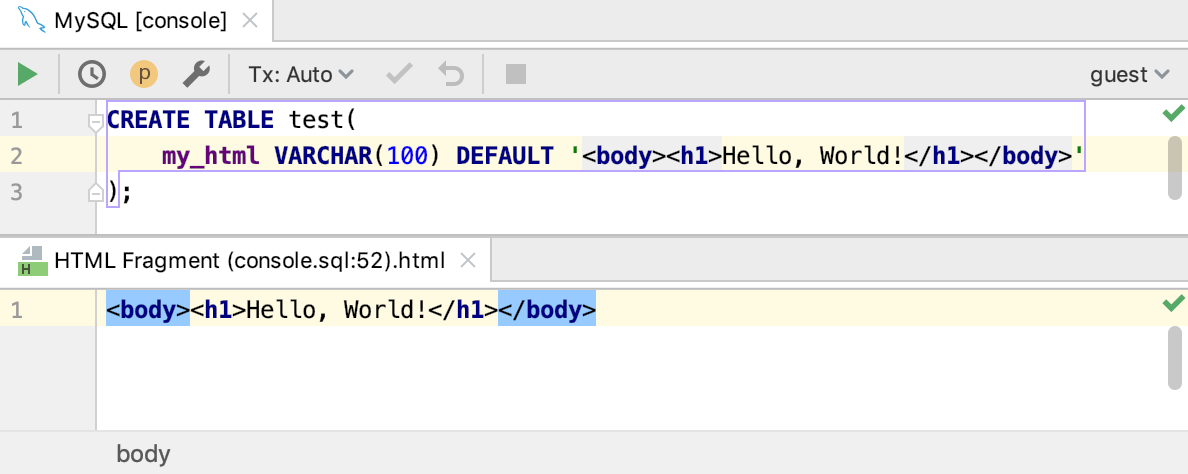 MySQL [console]
p Tx: Auto guest
1 CREATE TABLE test(
2 my_html VARCHAR(100) DEFAULT '<body><h1>Hello, World!</h1></body>'
3 );
H HTML Fragment (console.sql:52).html
1 <body><h1>Hello, World!</h1></body>
body